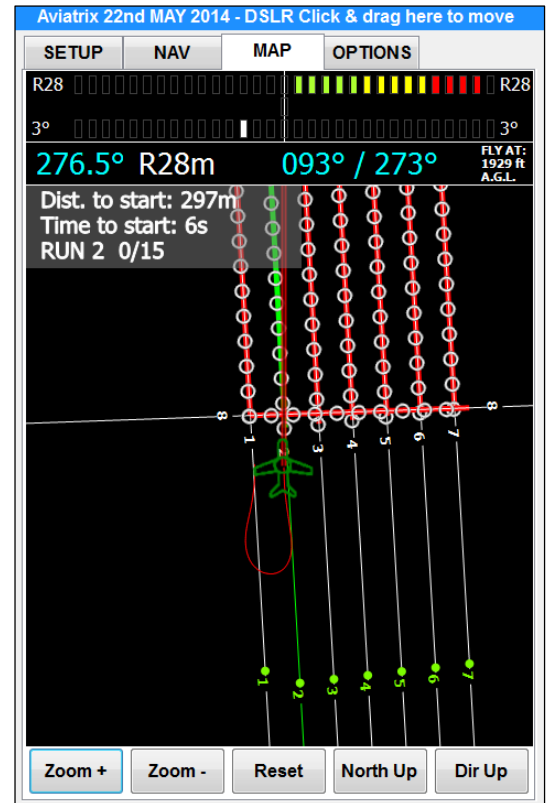 Aviatrix 22nd MAY 2014 - DSLR Click & drag here to move
SETUP NAV MAP OPTIONS
R28 R28
3° 3°
276.5° R28m 093° / 273° FLY AT:
1929 ft
A.G.L.
Dist. to start: 297m
Time to start: 6s
RUN 2 0/15
8 8
1 3 4 5 6 7
1 2 3 4 5 6 7
Zoom + Zoom - Reset North Up Dir Up